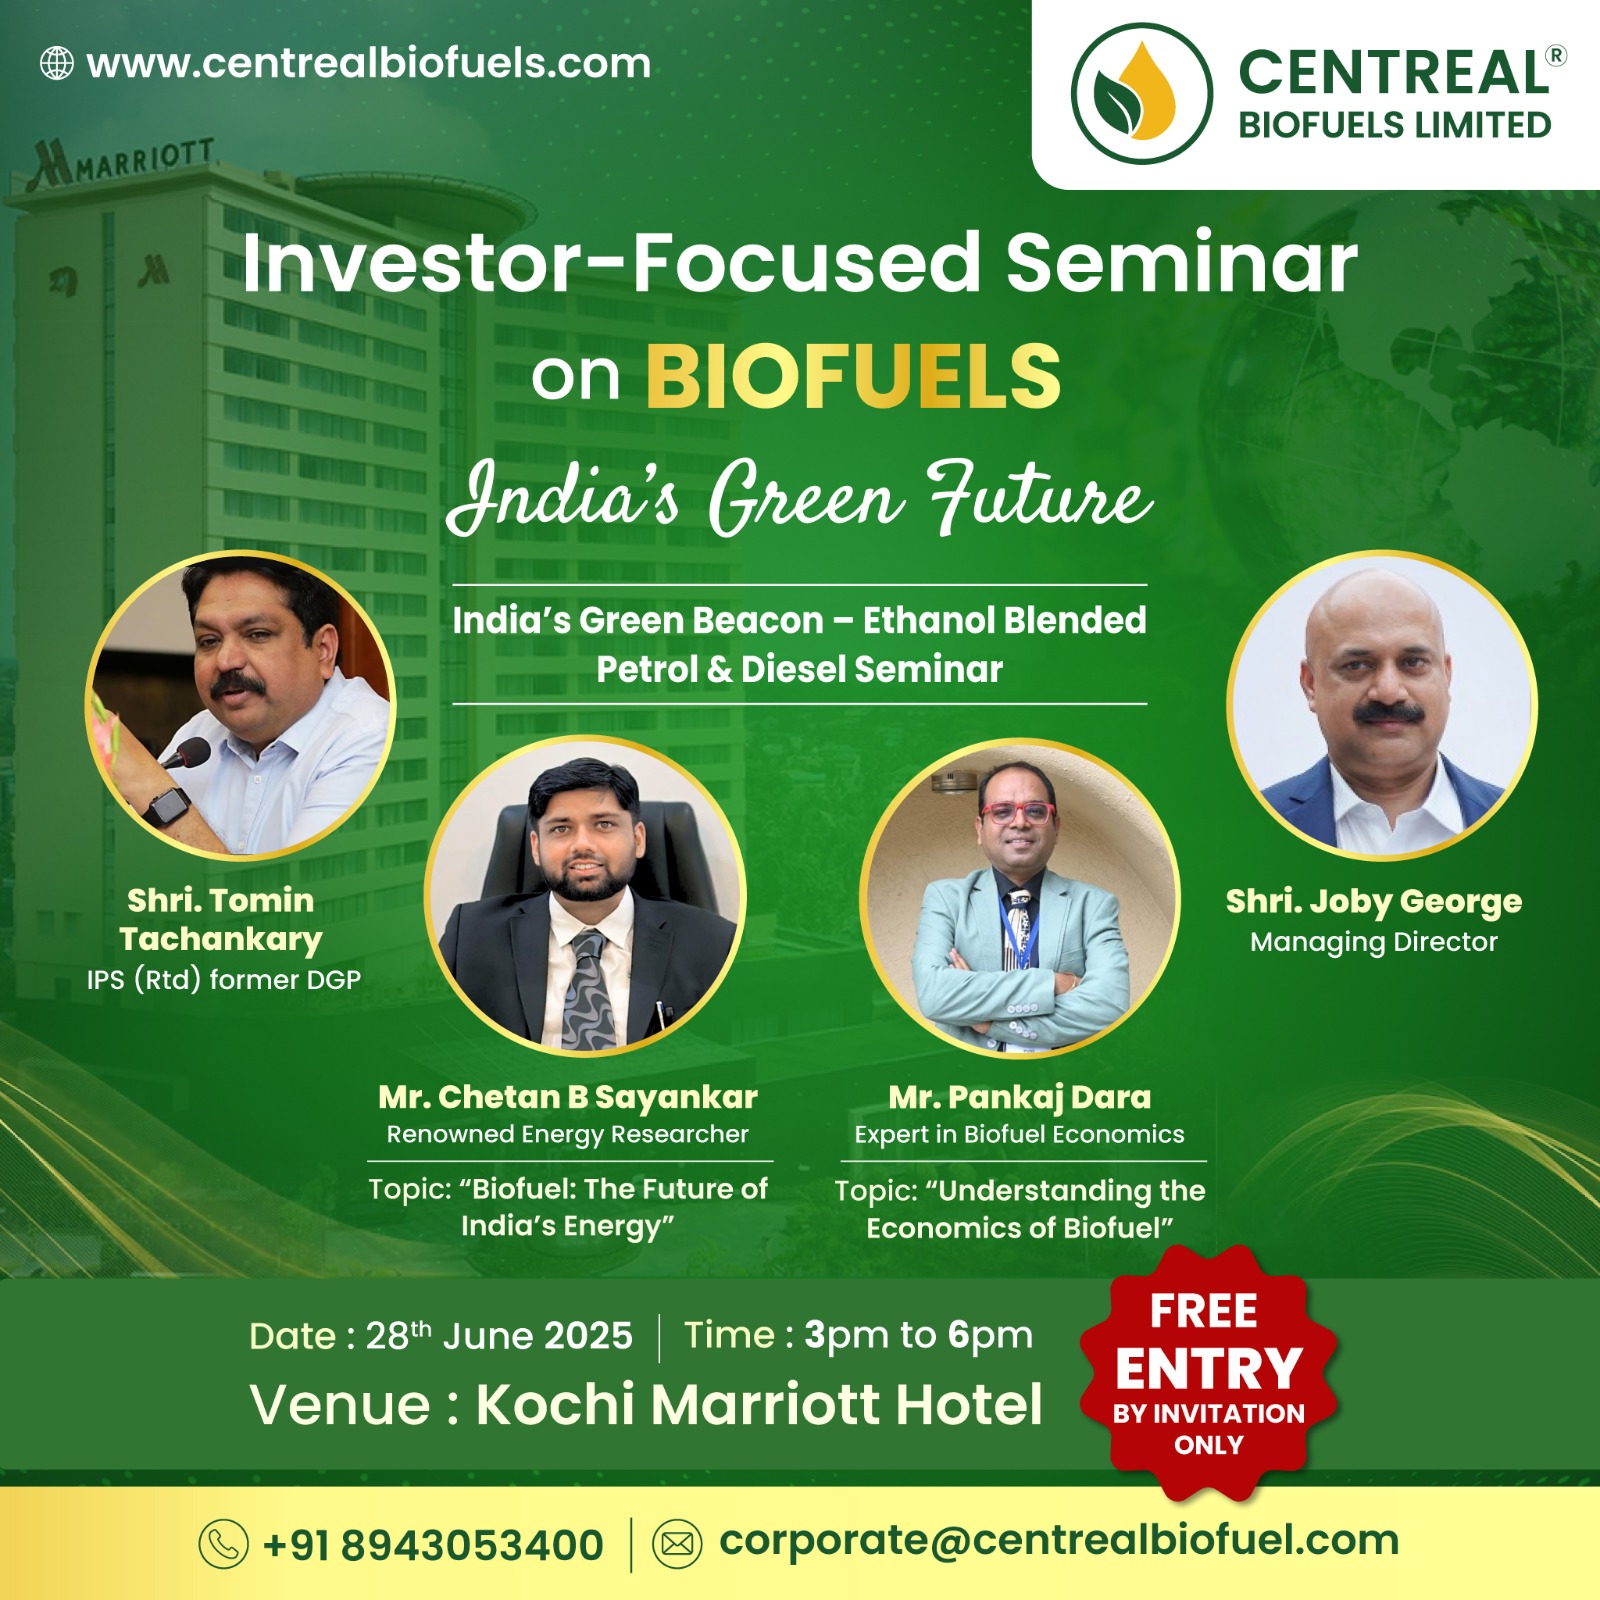 www.centrealbiofuels.com
CENTREAL®
BIOFUELS LIMITED
MARRIOTT
Investor-Focused Seminar
on BIOFUELS
India's Green Future
India's Green Beacon – Ethanol Blended
Petrol & Diesel Seminar
Shri. Tomin
Tachankary
IPS (Rtd) former DGP
Shri. Joby George
Managing Director
Mr. Chetan B Sayankar
Renowned Energy Researcher
Topic: “Biofuel: The Future of
India's Energy”
Mr. Pankaj Dara
Expert in Biofuel Economics
Topic: “Understanding the
Economics of Biofuel”
Date : 28th June 2025 | Time : 3pm to 6pm
Venue : Kochi Marriott Hotel
FREE
ENTRY
BY INVITATION
ONLY
+91 8943053400 | corporate@centrealbiofuel.com